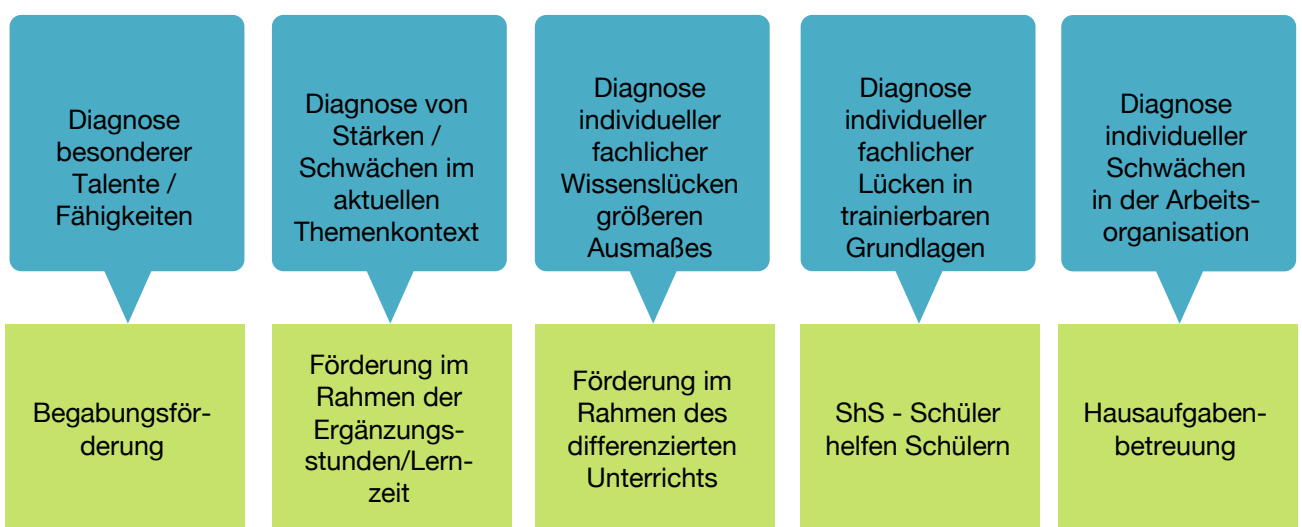 Diagnose
besonderer
Talente /
Fähigkeiten
Diagnose von
Stärken /
Schwächen im
aktuellen
Themenkontext
Diagnose
individueller
fachlicher
Wissenslücken
größeren
Ausmaßes
Diagnose
individueller
fachlicher
Lücken in
trainierbaren
Grundlagen
Diagnose
individueller
Schwächen
in der Arbeits-
organisation
Begabungsför-
derung
Förderung im
Rahmen der
Ergänzungs-
stunden/Lern-
zeit
Förderung im
Rahmen des
differenzierten
Unterrichts
ShS - Schüler
helfen Schülern
Hausaufgaben-
betreuung